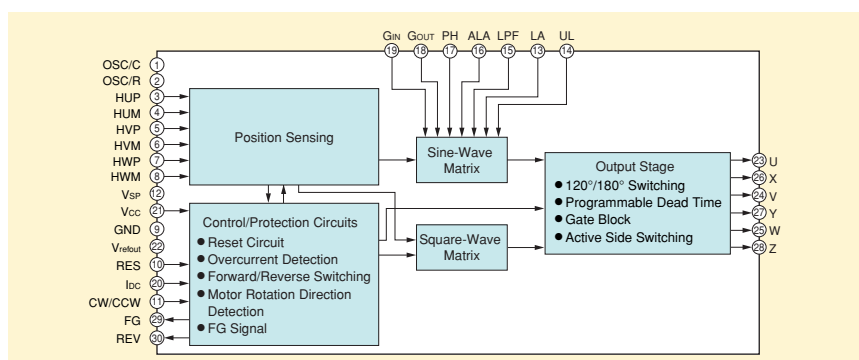 GIN GOUT PH ALA LPF LA UL
19 18 17 16 15 13 14
OSC/C 1
OSC/R 2
HUP 3
HUM 4
HVP 5
HVM 6
HWP 7
HWM 8
VSP 12
VCC 21
GND 9
Vrefout 22
RES 10
IDC 20
CW/CCW 11
FG 29
REV 30
Position Sensing
Control/Protection Circuits
● Reset Circuit
● Overcurrent Detection
● Forward/Reverse Switching
● Motor Rotation Direction
Detection
● FG Signal
Sine-Wave
Matrix
Square-Wave
Matrix
Output Stage
● 120°/180° Switching
● Programmable Dead Time
● Gate Block
● Active Side Switching
23 U
26 X
24 V
27 Y
25 W
28 Z